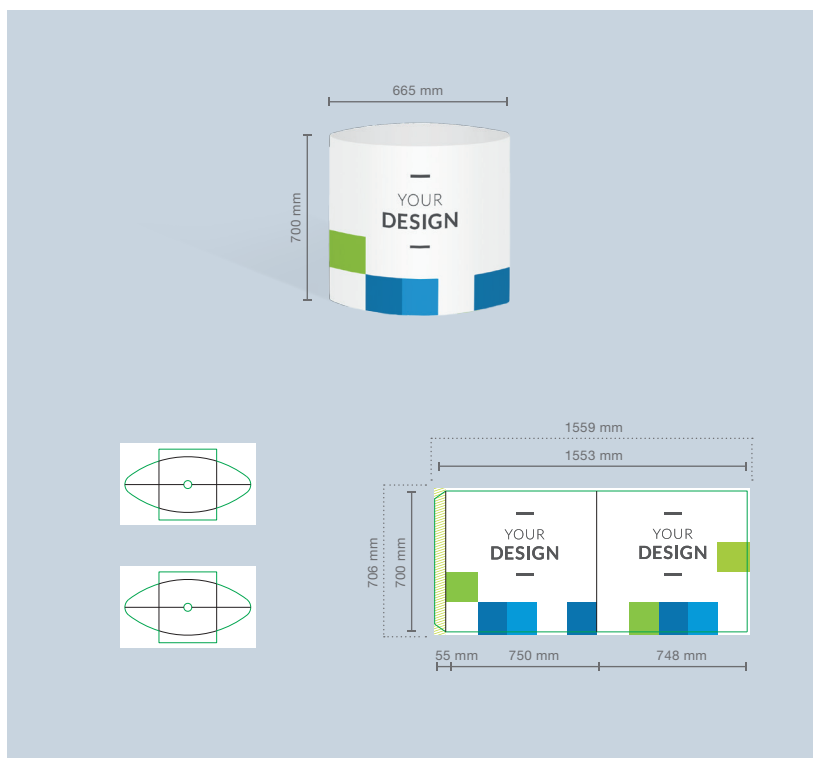 665 mm
700 mm
YOUR
DESIGN
1559 mm
1553 mm
706 mm
700 mm
YOUR
DESIGN
YOUR
DESIGN
55 mm
750 mm
748 mm